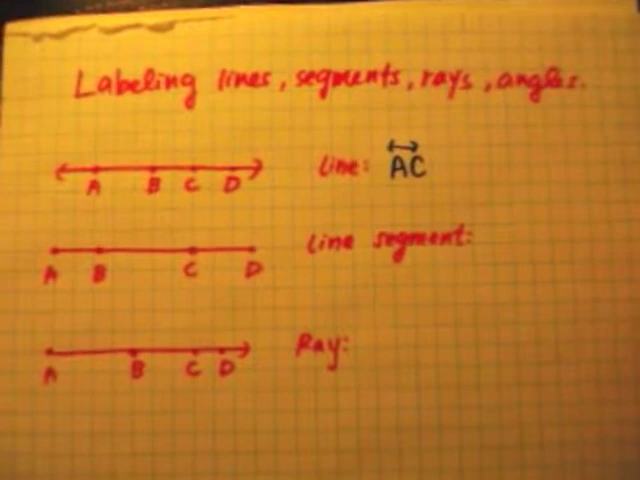 Labeling lines, segments, rays, angles.
A B C D
Line: AC
A B C D
Line segment:
A B C D
Ray: